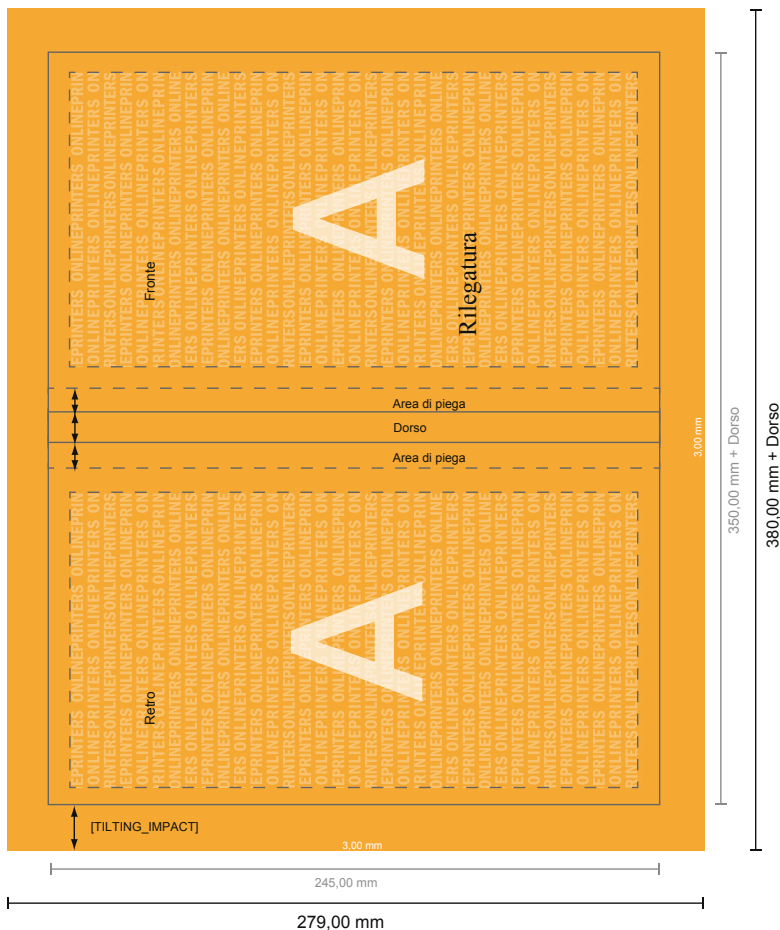 Fronte
A
Rilegatura
Area di piega
Dorso
Area di piega
3,00 mm
350,00 mm + Dorso
380,00 mm + Dorso
A
Retro
[TILTING_IMPACT]
3,00 mm
245,00 mm
279,00 mm